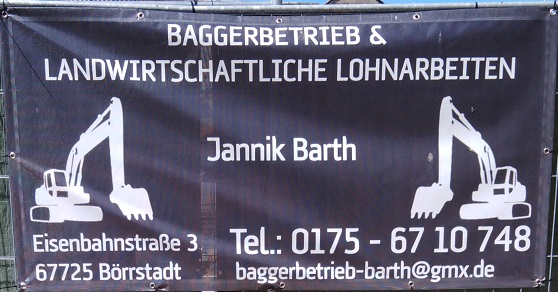 BAGGERBETRIEB &
LANDWIRTSCHAFTLICHE LOHNARBEITEN
Jannik Barth
Eisenbahnstraße 3
67725 Börrstadt
Tel.: 0175 - 67 10 748
baggerbetrieb-barth@gmx.de